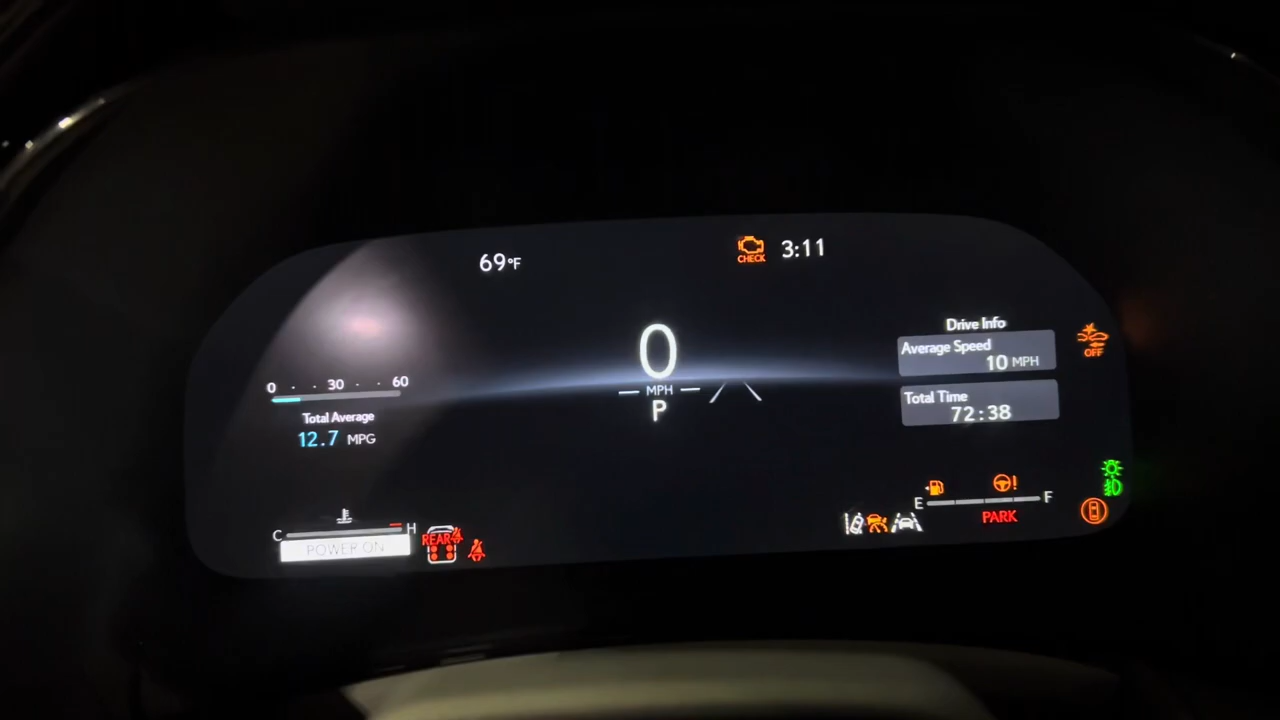 69°F
CHECK 3:11
0
MPH
P
0 30 60
Total Average
12.7 MPG
Drive Info
Average Speed
10 MPH
Total Time
72:38
OFF
C H
POWER ON
REAR
E F
PARK